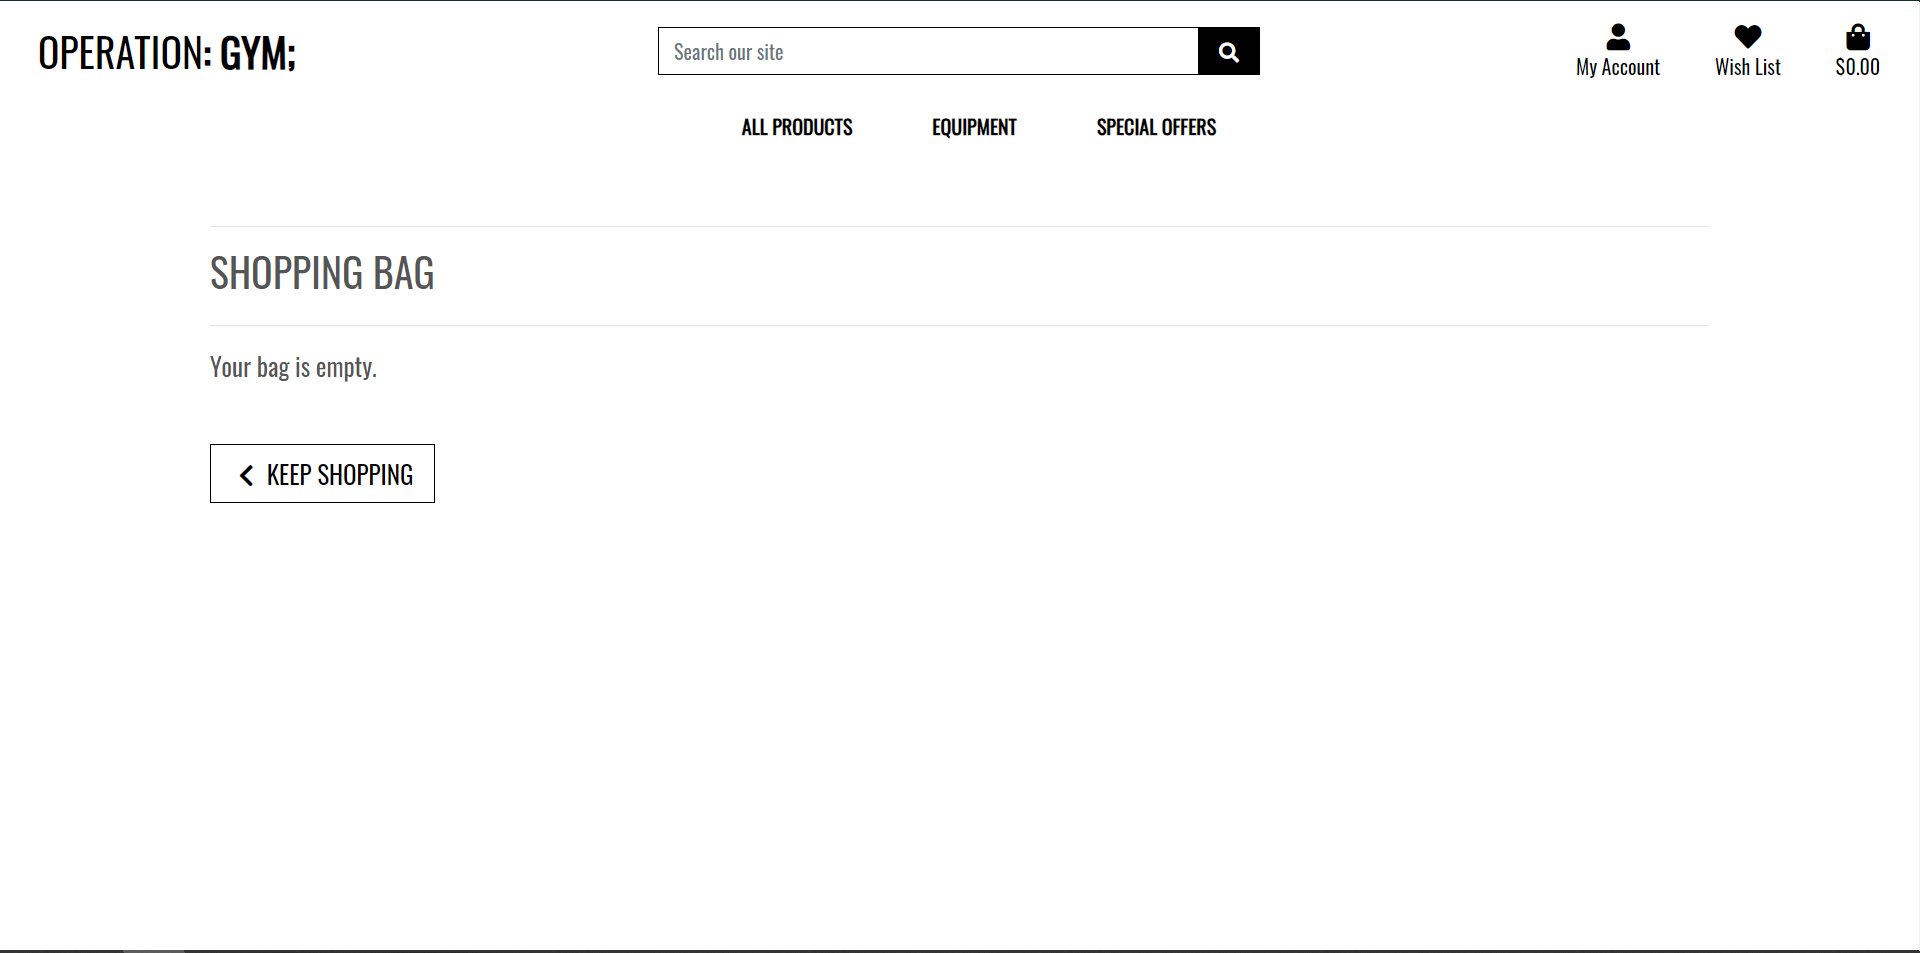 OPERATION: GYM;
Search our site
My Account
Wish List
$0.00
ALL PRODUCTS
EQUIPMENT
SPECIAL OFFERS
SHOPPING BAG
Your bag is empty.
KEEP SHOPPING